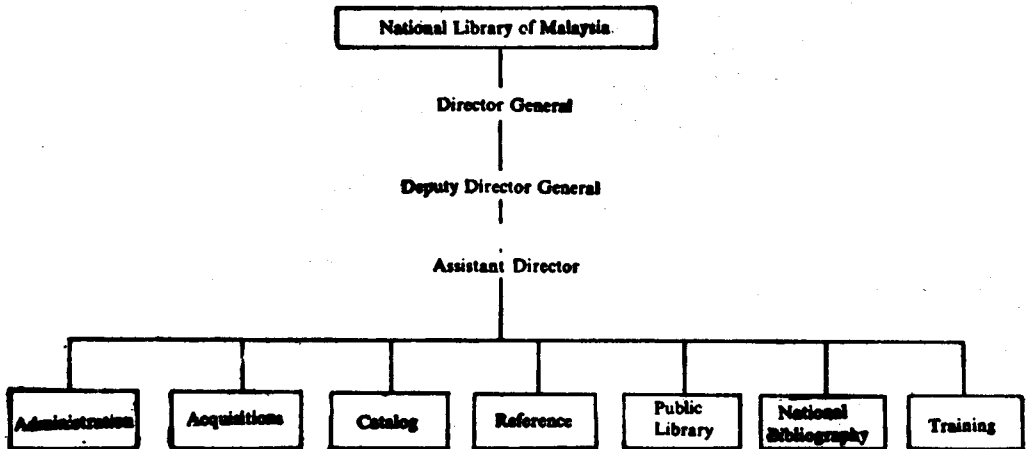 National Library of Malaysia
Director General
Deputy Director General
Assistant Director
Administration
Acquisitions
Catalog
Reference
Public
Library
National
Bibliography
Training